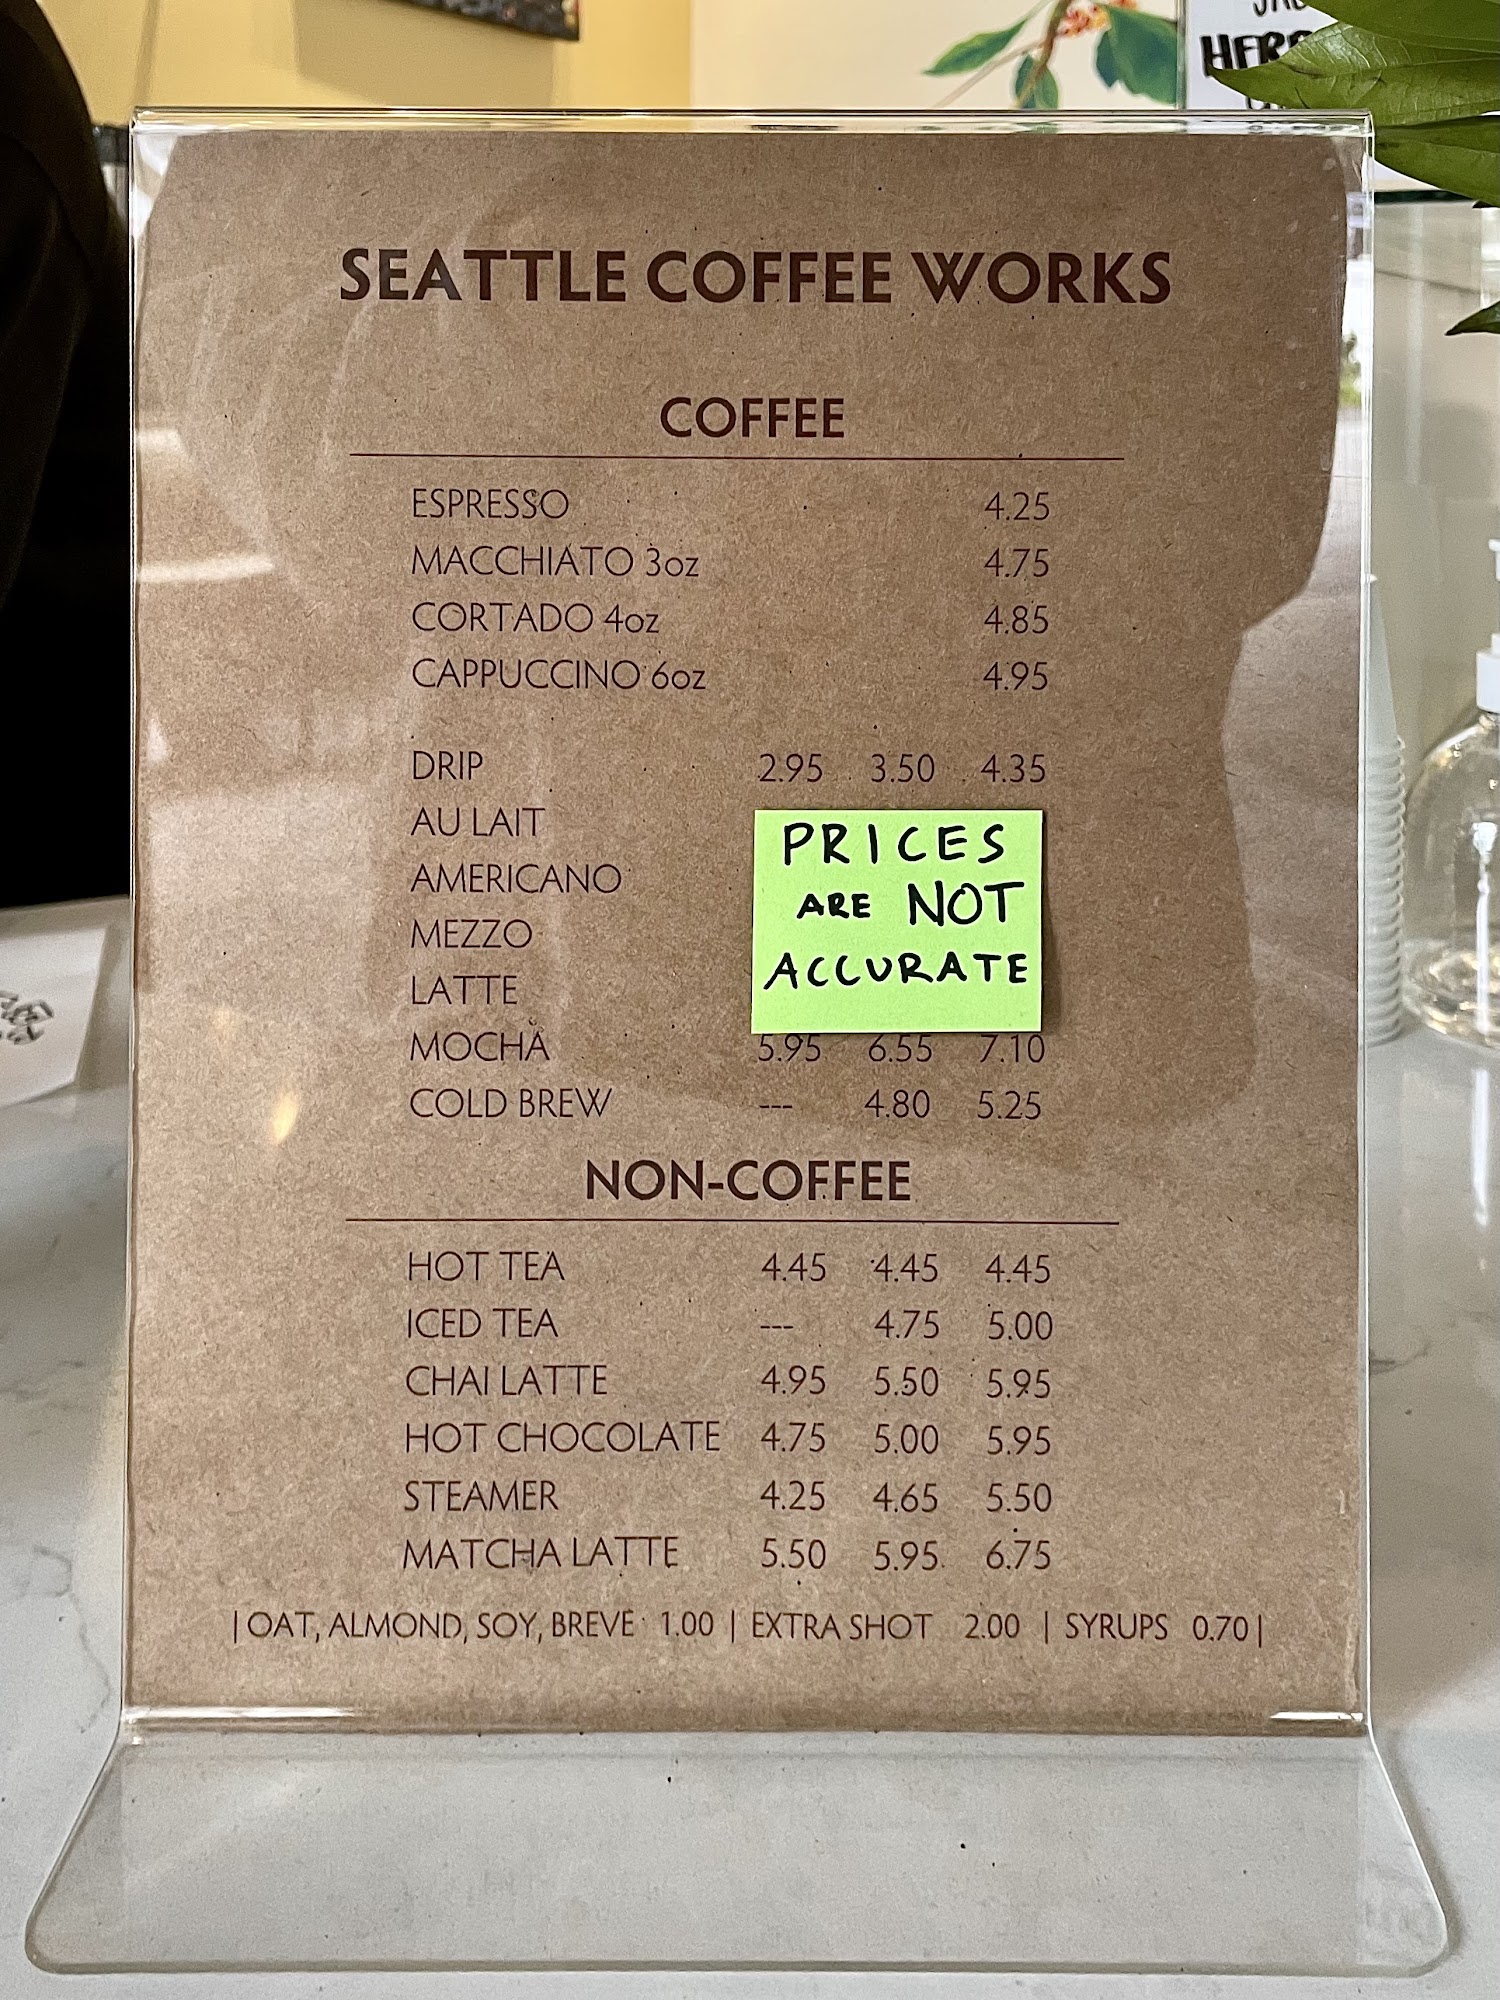 SEATTLE COFFEE WORKS
COFFEE
ESPRESSO 4.25
MACCHIATO 3oz 4.75
CORTADO 4oz 4.85
CAPPUCCINO 6oz 4.95
DRIP 2.95 3.50 4.35
AU LAIT
AMERICANO
MEZZO
LATTE
PRICES
ARE NOT
ACCURATE
MOCHA 5.95 6.55 7.10
COLD BREW --- 4.80 5.25
NON-COFFEE
HOT TEA 4.45 4.45 4.45
ICED TEA --- 4.75 5.00
CHAI LATTE 4.95 5.50 5.95
HOT CHOCOLATE 4.75 5.00 5.95
STEAMER 4.25 4.65 5.50
MATCHA LATTE 5.50 5.95 6.75
| OAT, ALMOND, SOY, BREVE 1.00 | EXTRA SHOT 2.00 | SYRUPS 0.70 |